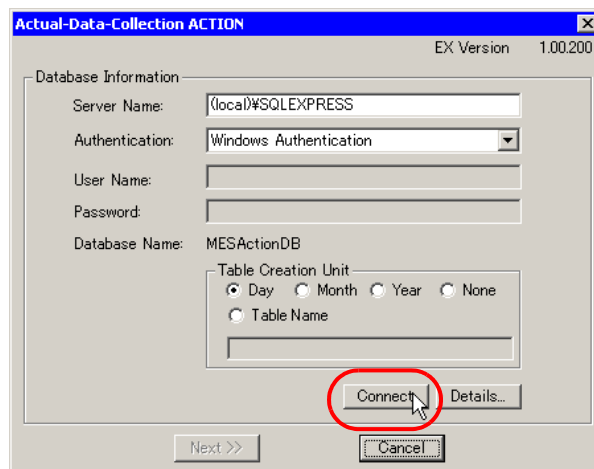 Actual-Data-Collection ACTION
EX Version 1.00.200
Database Information
Server Name: (local)¥SQLEXPRESS
Authentication: Windows Authentication
User Name:
Password:
Database Name: MESActionDB
Table Creation Unit
Day Month Year None
Table Name
Connect Details...
Next >> Cancel